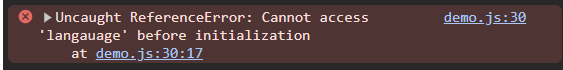 Uncaught ReferenceError: Cannot access demo.js:30
'langauage' before initialization
at demo.js:30:17